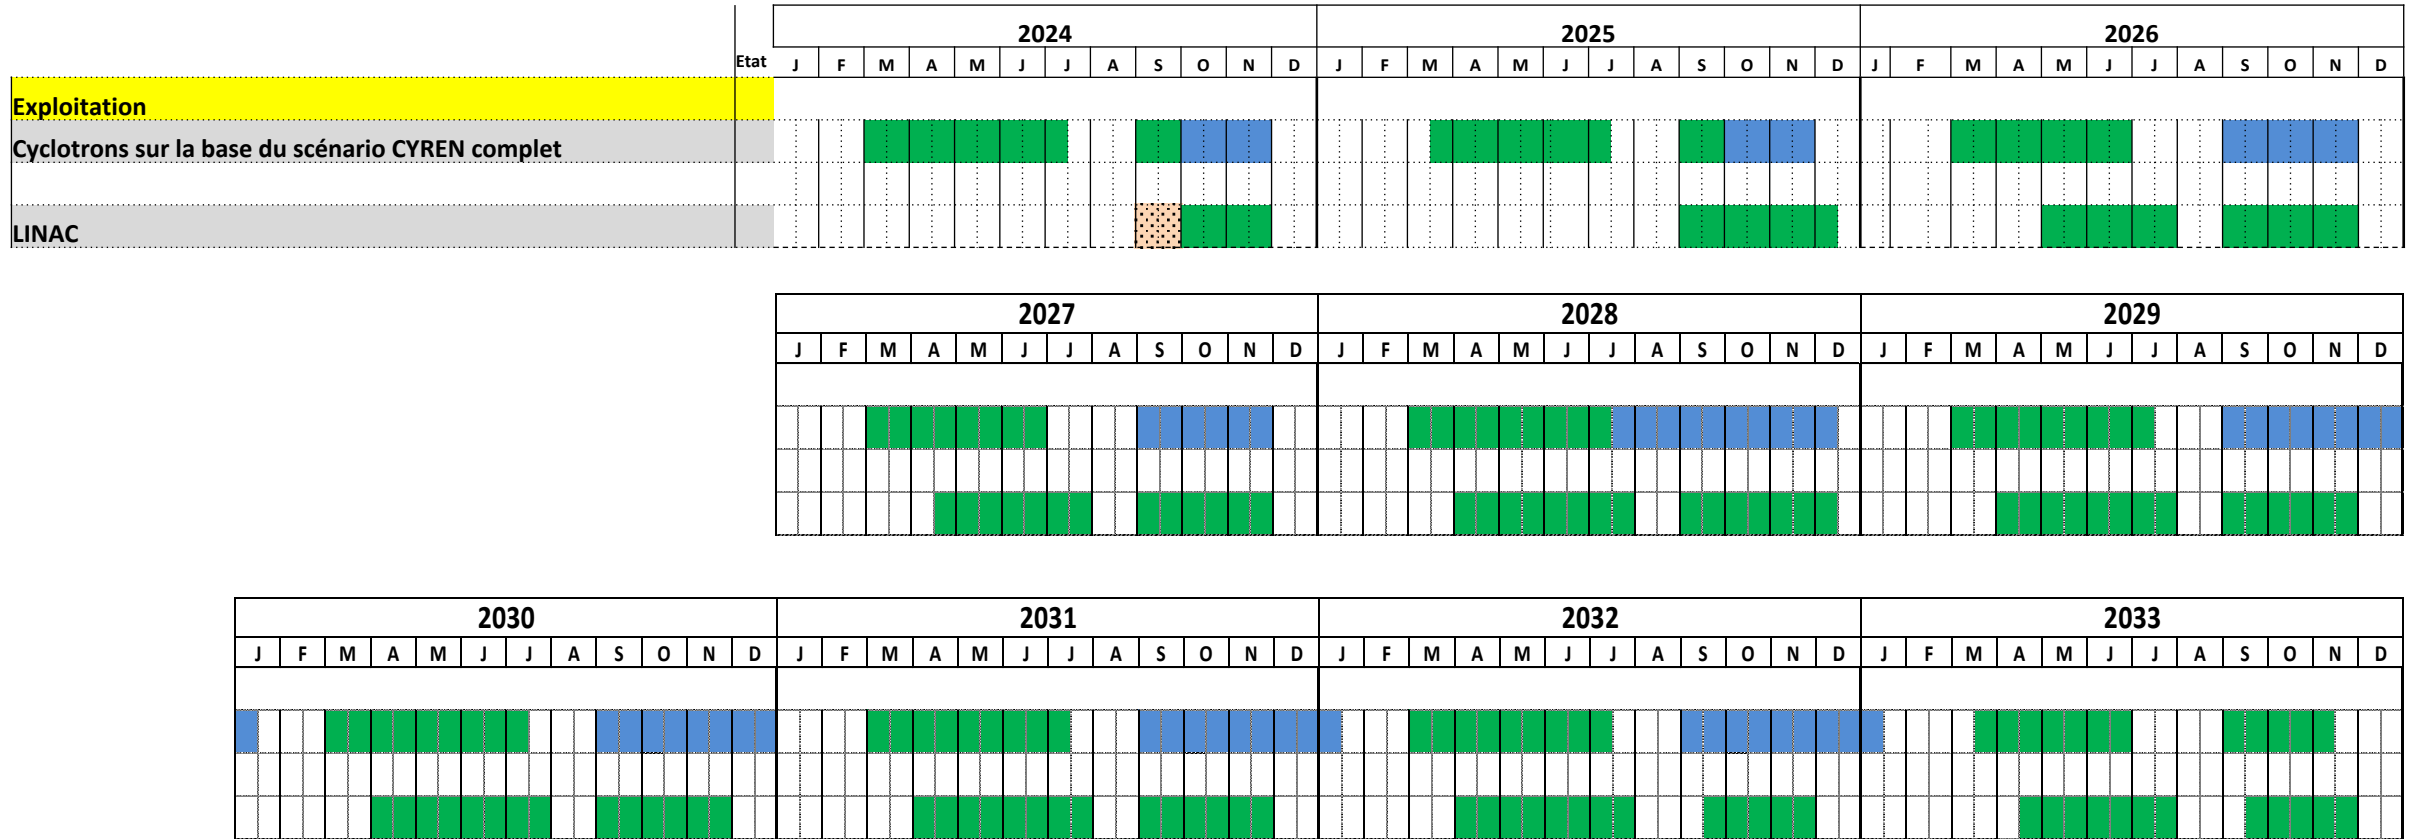 2024 2025 2026
Etat J F M A M J J A S O N D J F M A M J J A S O N D J F M A M J J A S O N D
Exploitation
Cyclotrons sur la base du scénario CYREN complet
LINAC
2027 2028 2029
J F M A M J J A S O N D J F M A M J J A S O N D J F M A M J J A S O N D
2030 2031 2032 2033
J F M A M J J A S O N D J F M A M J J A S O N D J F M A M J J A S O N D J F M A M J J A S O N D